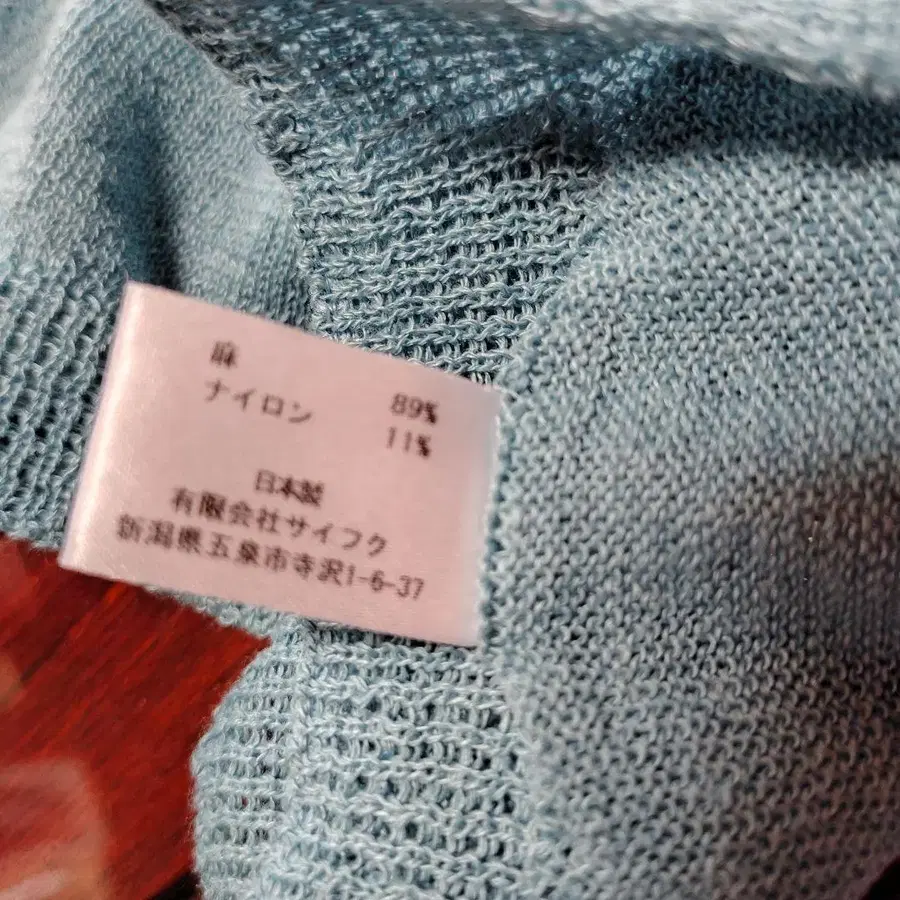 麻 89%
ナイロン 11%
日本製
有限会社サイフク
新潟県五泉市寺沢1-6-37